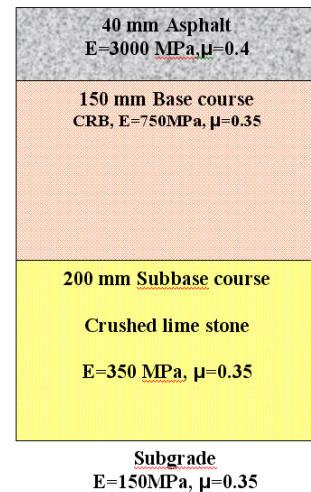 40 mm Asphalt
E=3000 MPa,μ=0.4
150 mm Base course
CRB, E=750MPa, μ=0.35
200 mm Subbase course
Crushed lime stone
E=350 MPa, μ=0.35
Subgrade
E=150MPa, μ=0.35